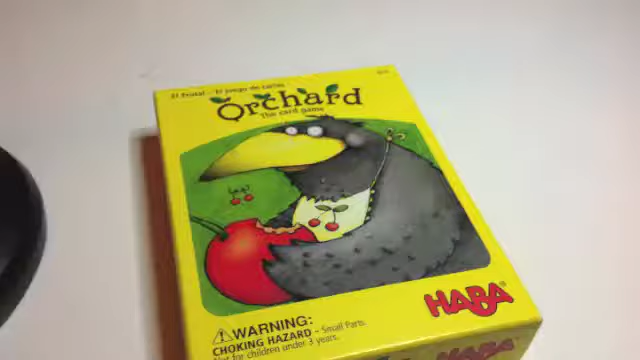 El Frutal – El juego de cartas
Orchard
The card game
HABA®
⚠WARNING:
CHOKING HAZARD – Small Parts.
Not for children under 3 years.
HABA